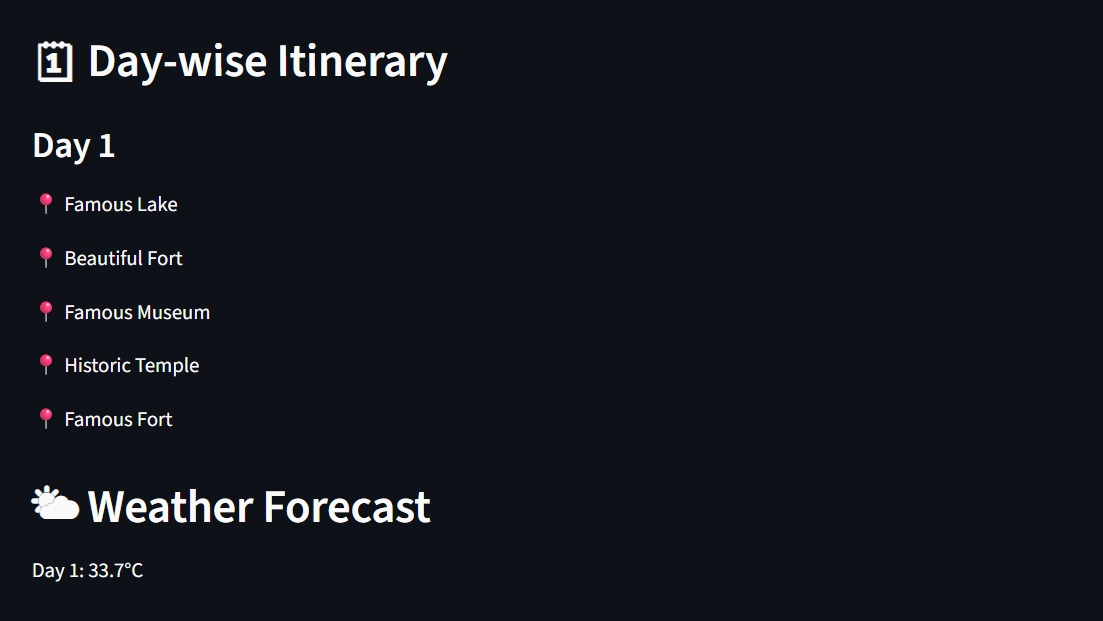 Day-wise Itinerary
Day 1
Famous Lake
Beautiful Fort
Famous Museum
Historic Temple
Famous Fort
Weather Forecast
Day 1: 33.7°C